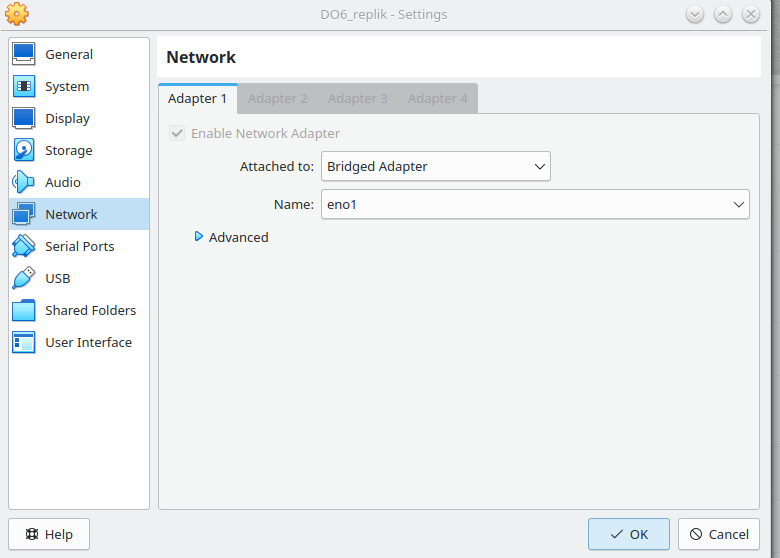 DO6_replik - Settings
General
System
Display
Storage
Audio
Network
Serial Ports
USB
Shared Folders
User Interface
Network
Adapter 1 Adapter 2 Adapter 3 Adapter 4
Enable Network Adapter
Attached to: Bridged Adapter
Name: eno1
Advanced
Help OK Cancel